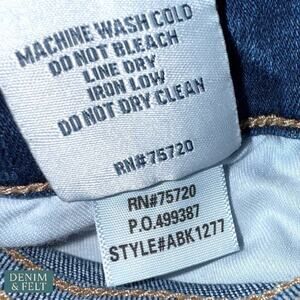 MACHINE WASH COLD
DO NOT BLEACH
LINE DRY
IRON LOW
DO NOT DRY CLEAN
RN#75720
RN#75720
P.O.499387
STYLE#ABK1277
DENIM
& FELT